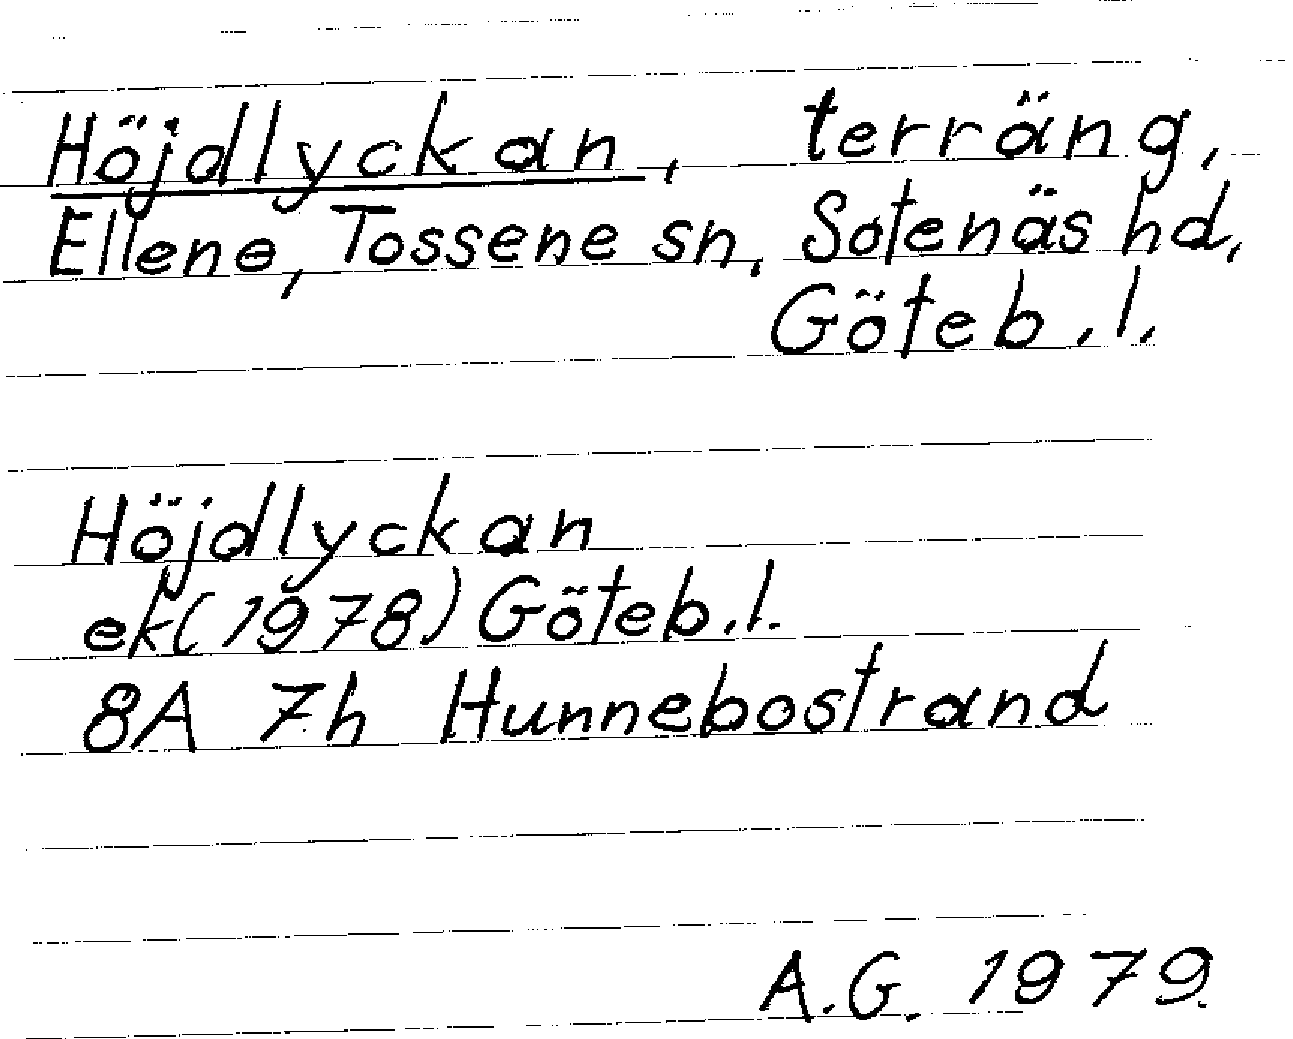 Höjdlyckan, terräng,
Ellene, Tossene sn, Sotenäs hd,
Göteb.l.
Höjdlyckan
ek(1978) Göteb.l.
8A 7h Hunnebostrand
A.G. 1979.